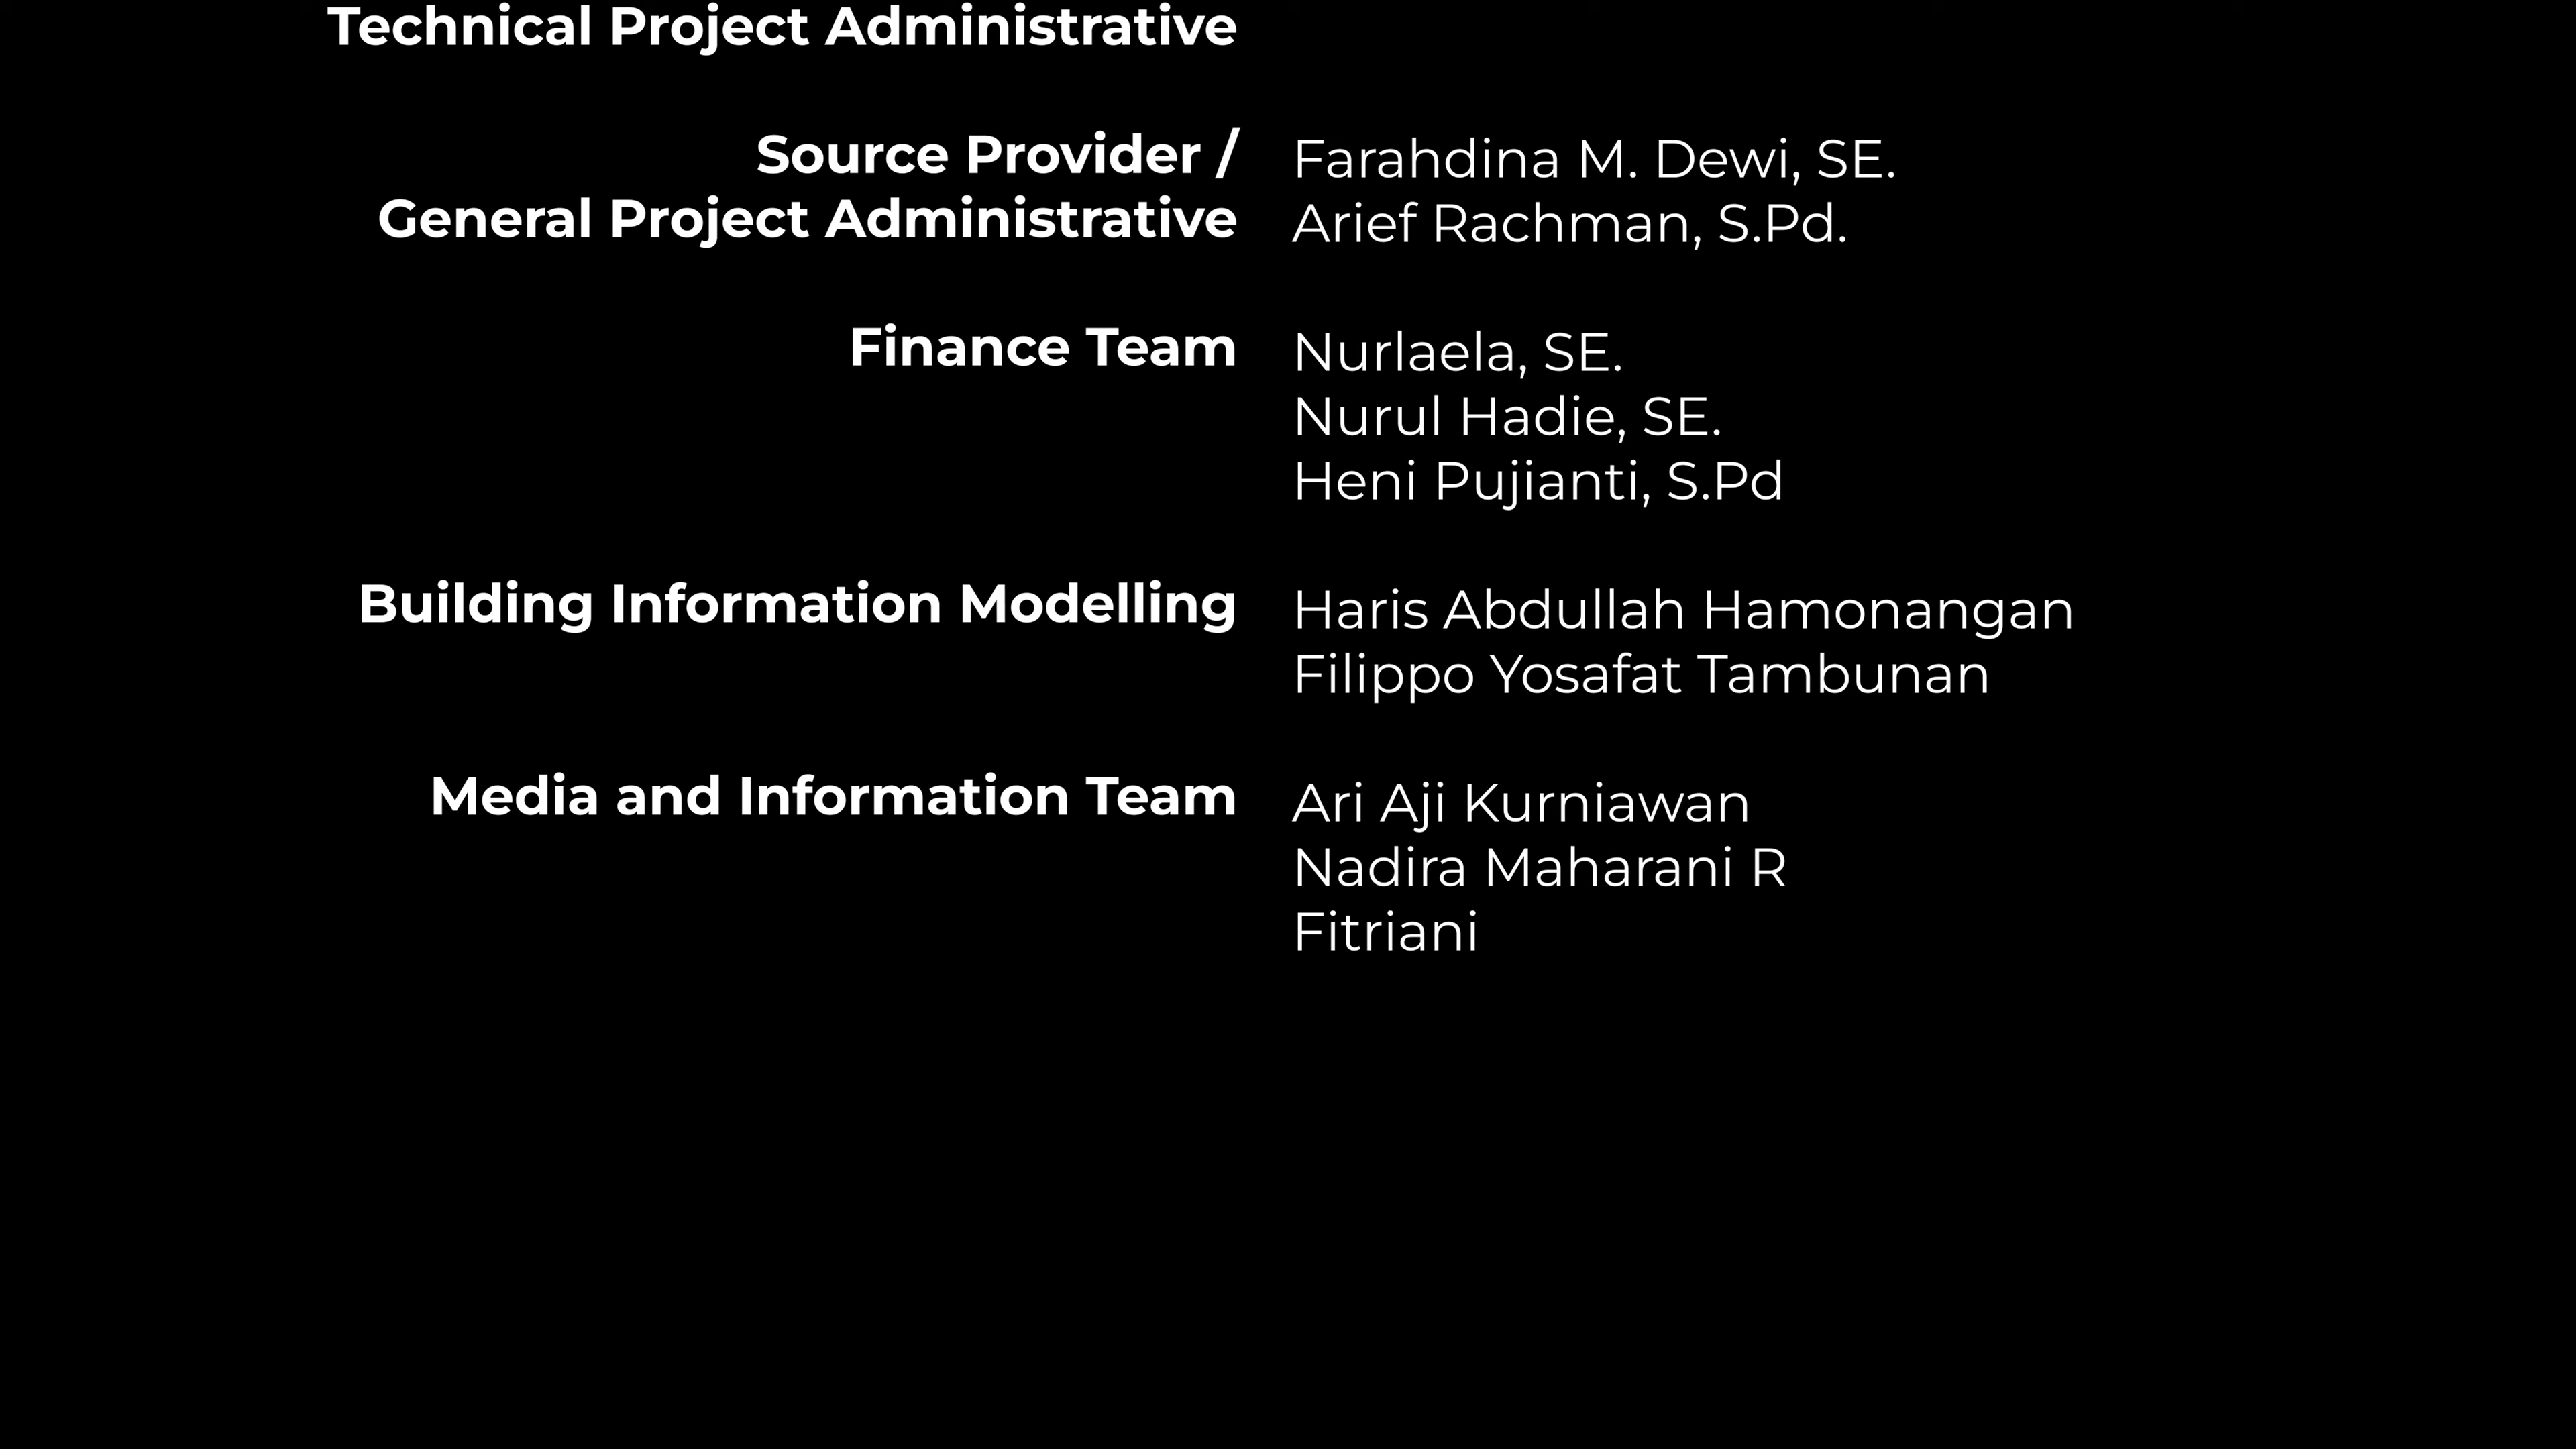 Technical Project Administrative
Source Provider / Farahdina M. Dewi, SE.
General Project Administrative Arief Rachman, S.Pd.
Finance Team Nurlaela, SE.
Nurul Hadie, SE.
Heni Pujianti, S.Pd
Building Information Modelling Haris Abdullah Hamonangan
Filippo Yosafat Tambunan
Media and Information Team Ari Aji Kurniawan
Nadira Maharani R
Fitriani